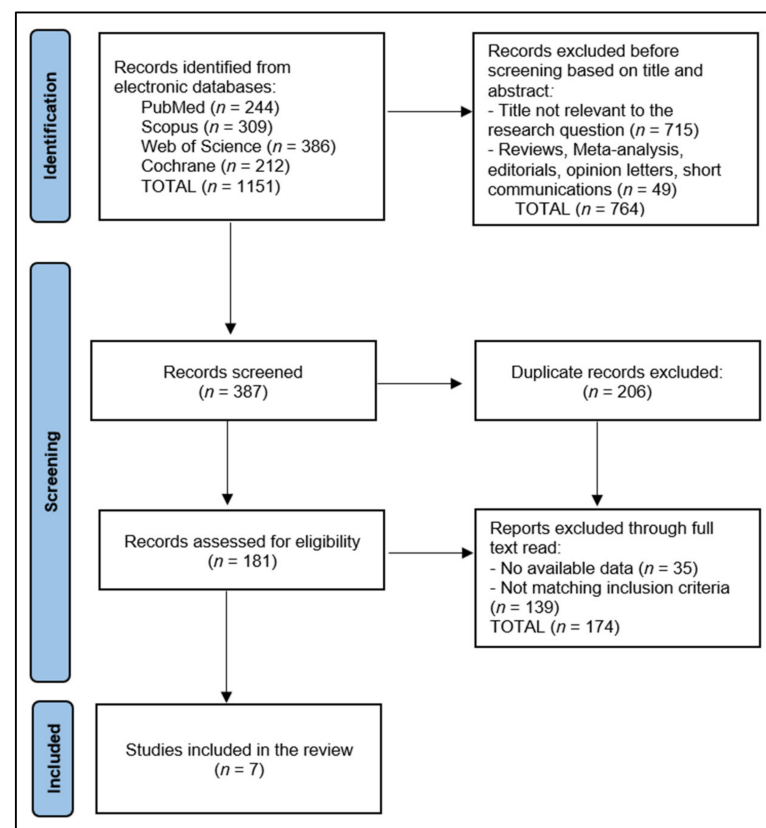 Identification
Records identified from
electronic databases:
PubMed (n = 244)
Scopus (n = 309)
Web of Science (n = 386)
Cochrane (n = 212)
TOTAL (n = 1151)
Records excluded before
screening based on title and
abstract:
- Title not relevant to the
research question (n = 715)
- Reviews, Meta-analysis,
editorials, opinion letters, short
communications (n = 49)
TOTAL (n = 764)
Screening
Records screened
(n = 387)
Duplicate records excluded:
(n = 206)
Records assessed for eligibility
(n = 181)
Reports excluded through full
text read:
- No available data (n = 35)
- Not matching inclusion criteria
(n = 139)
TOTAL (n = 174)
Included
Studies included in the review
(n = 7)